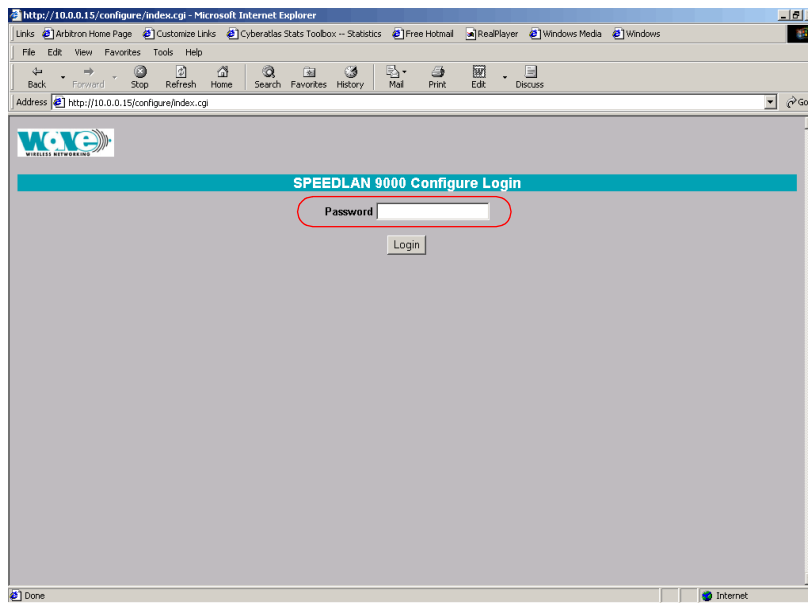 http://10.0.0.15/configure/index.cgi - Microsoft Internet Explorer
Links Arbitron Home Page Customize Links Cyberatlas Stats Toolbox -- Statistics Free Hotmail RealPlayer Windows Media Windows
File Edit View Favorites Tools Help
Back Forward Stop Refresh Home Search Favorites History Mail Print Edit Discuss
Address http://10.0.0.15/configure/index.cgi Go
WAVE
WIRELESS NETWORKING
SPEEDLAN 9000 Configure Login
Password
Login
Done Internet